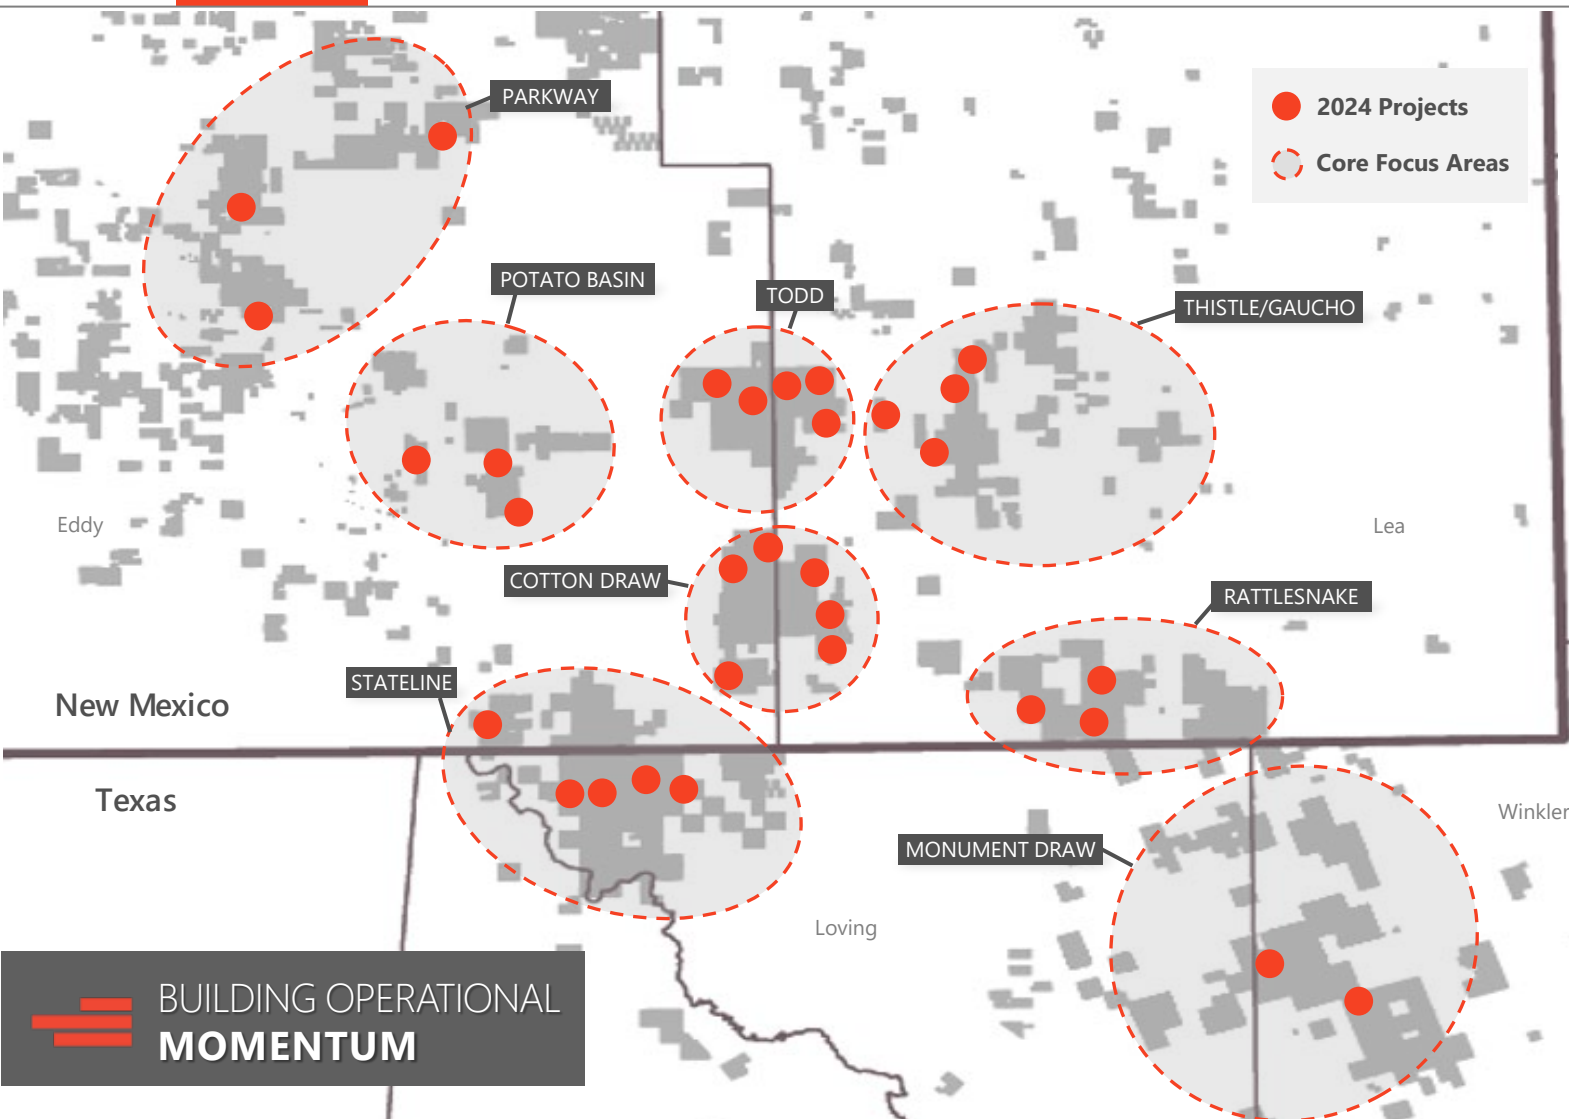 PARKWAY
2024 Projects
Core Focus Areas
POTATO BASIN
TODD
THISTLE/GAUCHO
Eddy
Lea
COTTON DRAW
RATTLESNAKE
STATELINE
New Mexico
Texas
Winkler
MONUMENT DRAW
Loving
BUILDING OPERATIONAL
MOMENTUM